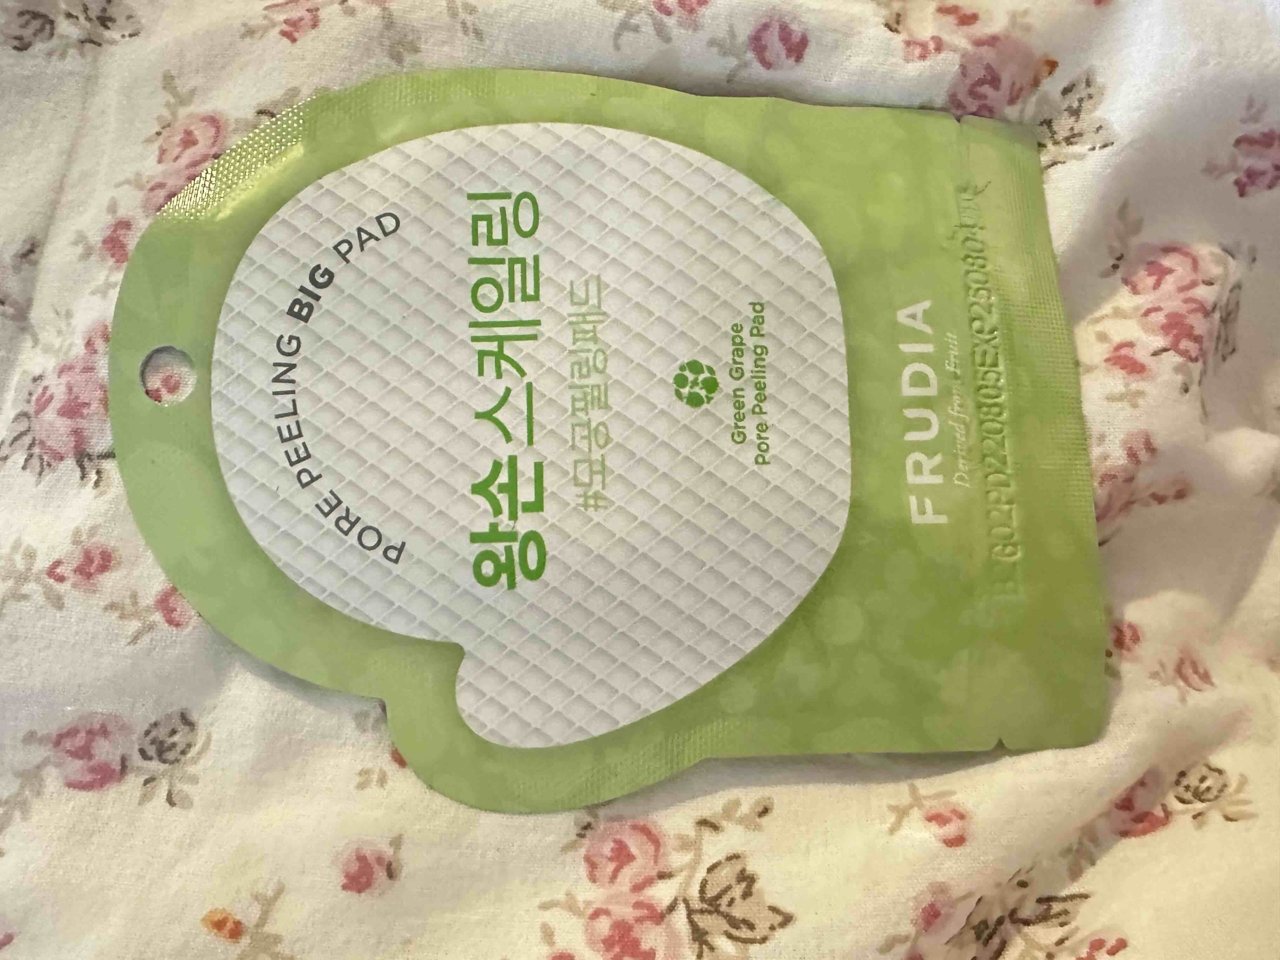 PORE PEELING BIG PAD
왕손스케일링
#모공필링패드
Green Grape
Pore Peeling Pad
FRUDIA
Derived from Fruit